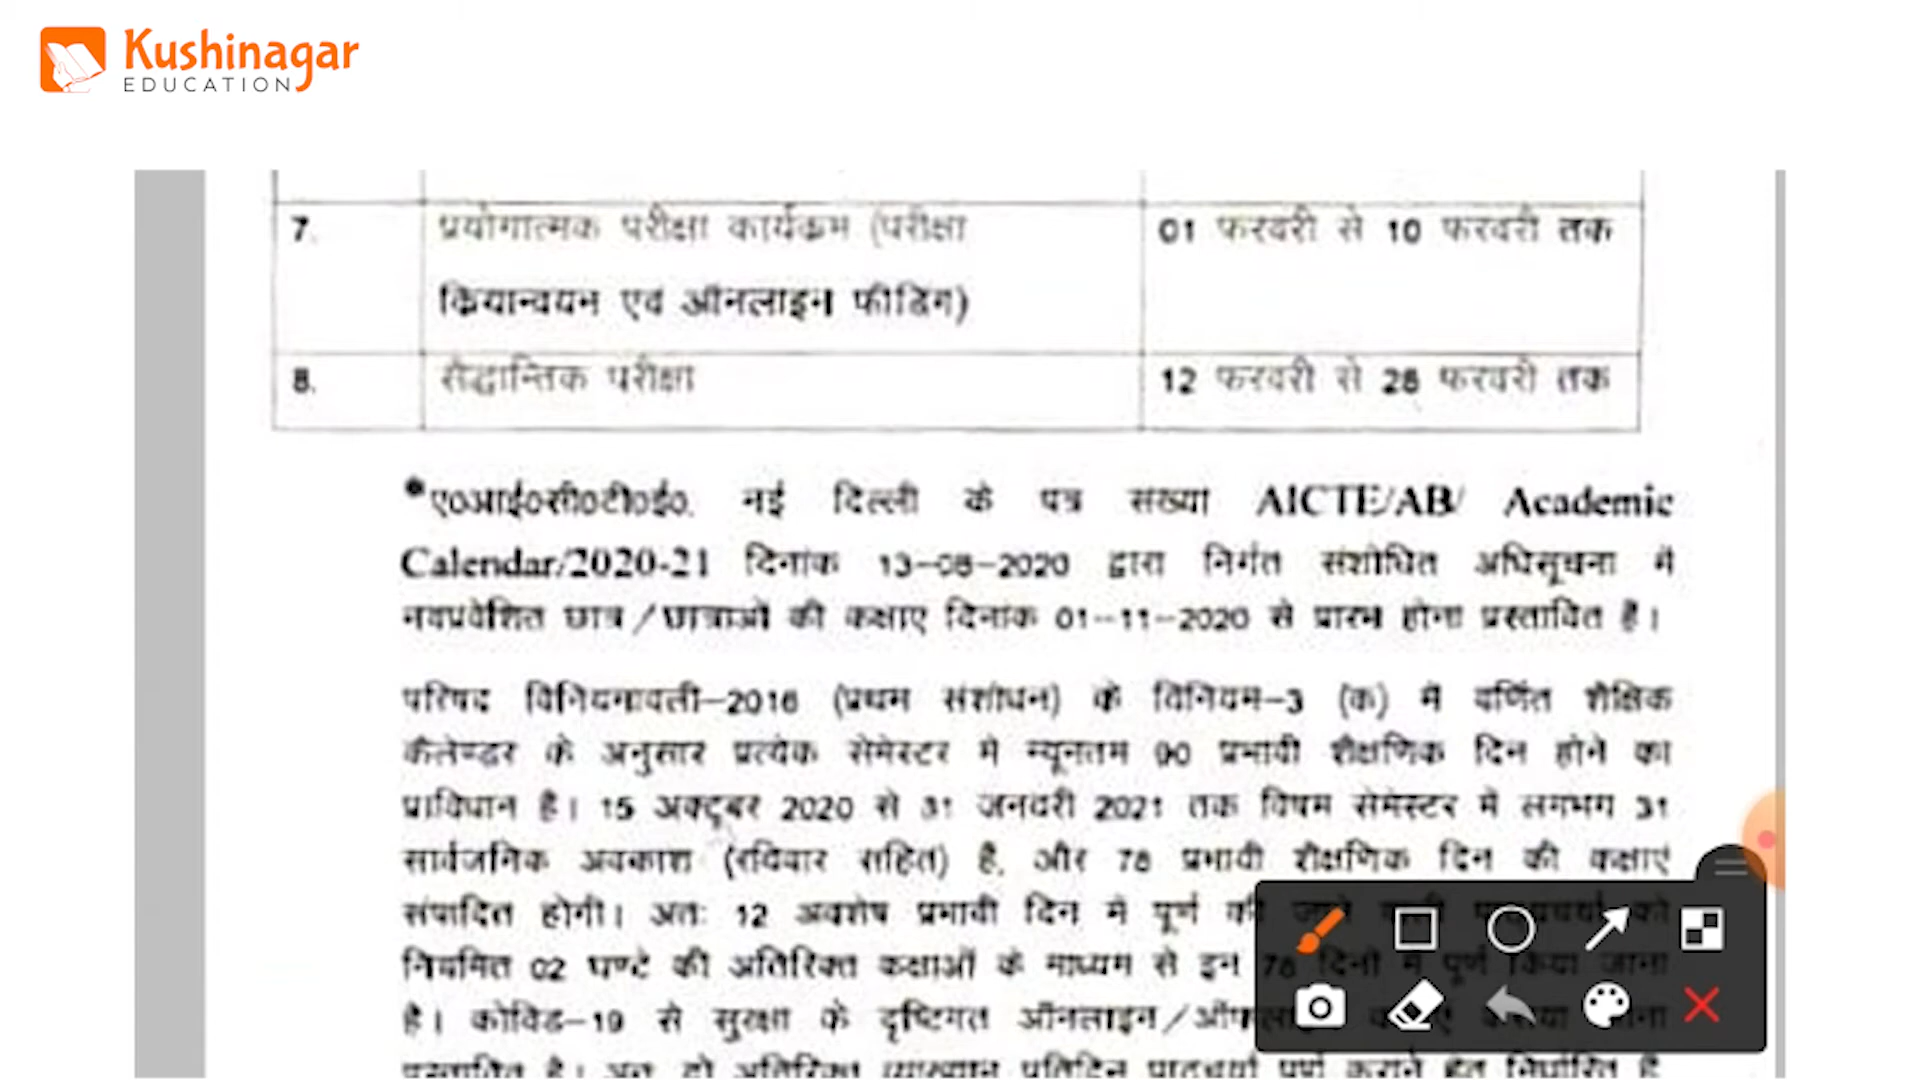 Kushinagar
EDUCATION
7. प्रयोगात्मक परीक्षा कार्यक्रम (परीक्षा 01 फरवरी से 10 फरवरी तक
क्रियान्वयन एवं ऑनलाइन फीडिंग)
8. सैद्धान्तिक परीक्षा 12 फरवरी से 28 फरवरी तक
•ए०आई०सी०टी०ई०, नई दिल्ली के पत्र संख्या AICTE/AB/ Academic
Calendar/2020-21 दिनांक 13-08-2020 द्वारा निर्गत संशोधित अधिसूचना में
नवप्रवेशित छात्र/छात्राओं की कक्षाएं दिनांक 01-11-2020 से प्रारम्भ होना प्रस्तावित है।
परिषद विनियमावली-2016 (प्रथम संशोधन) के विनियम-3 (क) में वर्णित शैक्षिक
कैलेण्डर के अनुसार प्रत्येक सेमेस्टर में न्यूनतम 90 प्रभावी शैक्षणिक दिन होने का
प्राविधान है। 15 अक्टूबर 2020 से 31 जनवरी 2021 तक विषम सेमेस्टर में लगभग 31
सार्वजनिक अवकाश (रविवार सहित) है, और 78 प्रभावी शैक्षणिक दिन की कक्षाएं
संपादित होगी। अतः 12 अवशेष प्रभावी दिन में पूर्ण की
नियमित 02 घण्टे की अतिरिक्त कक्षाओं के माध्यम से इन 78 दिनों में पूर्ण किया जाना
है। कोविड-19 से सुरक्षा के दृष्टिगत ऑनलाइन/